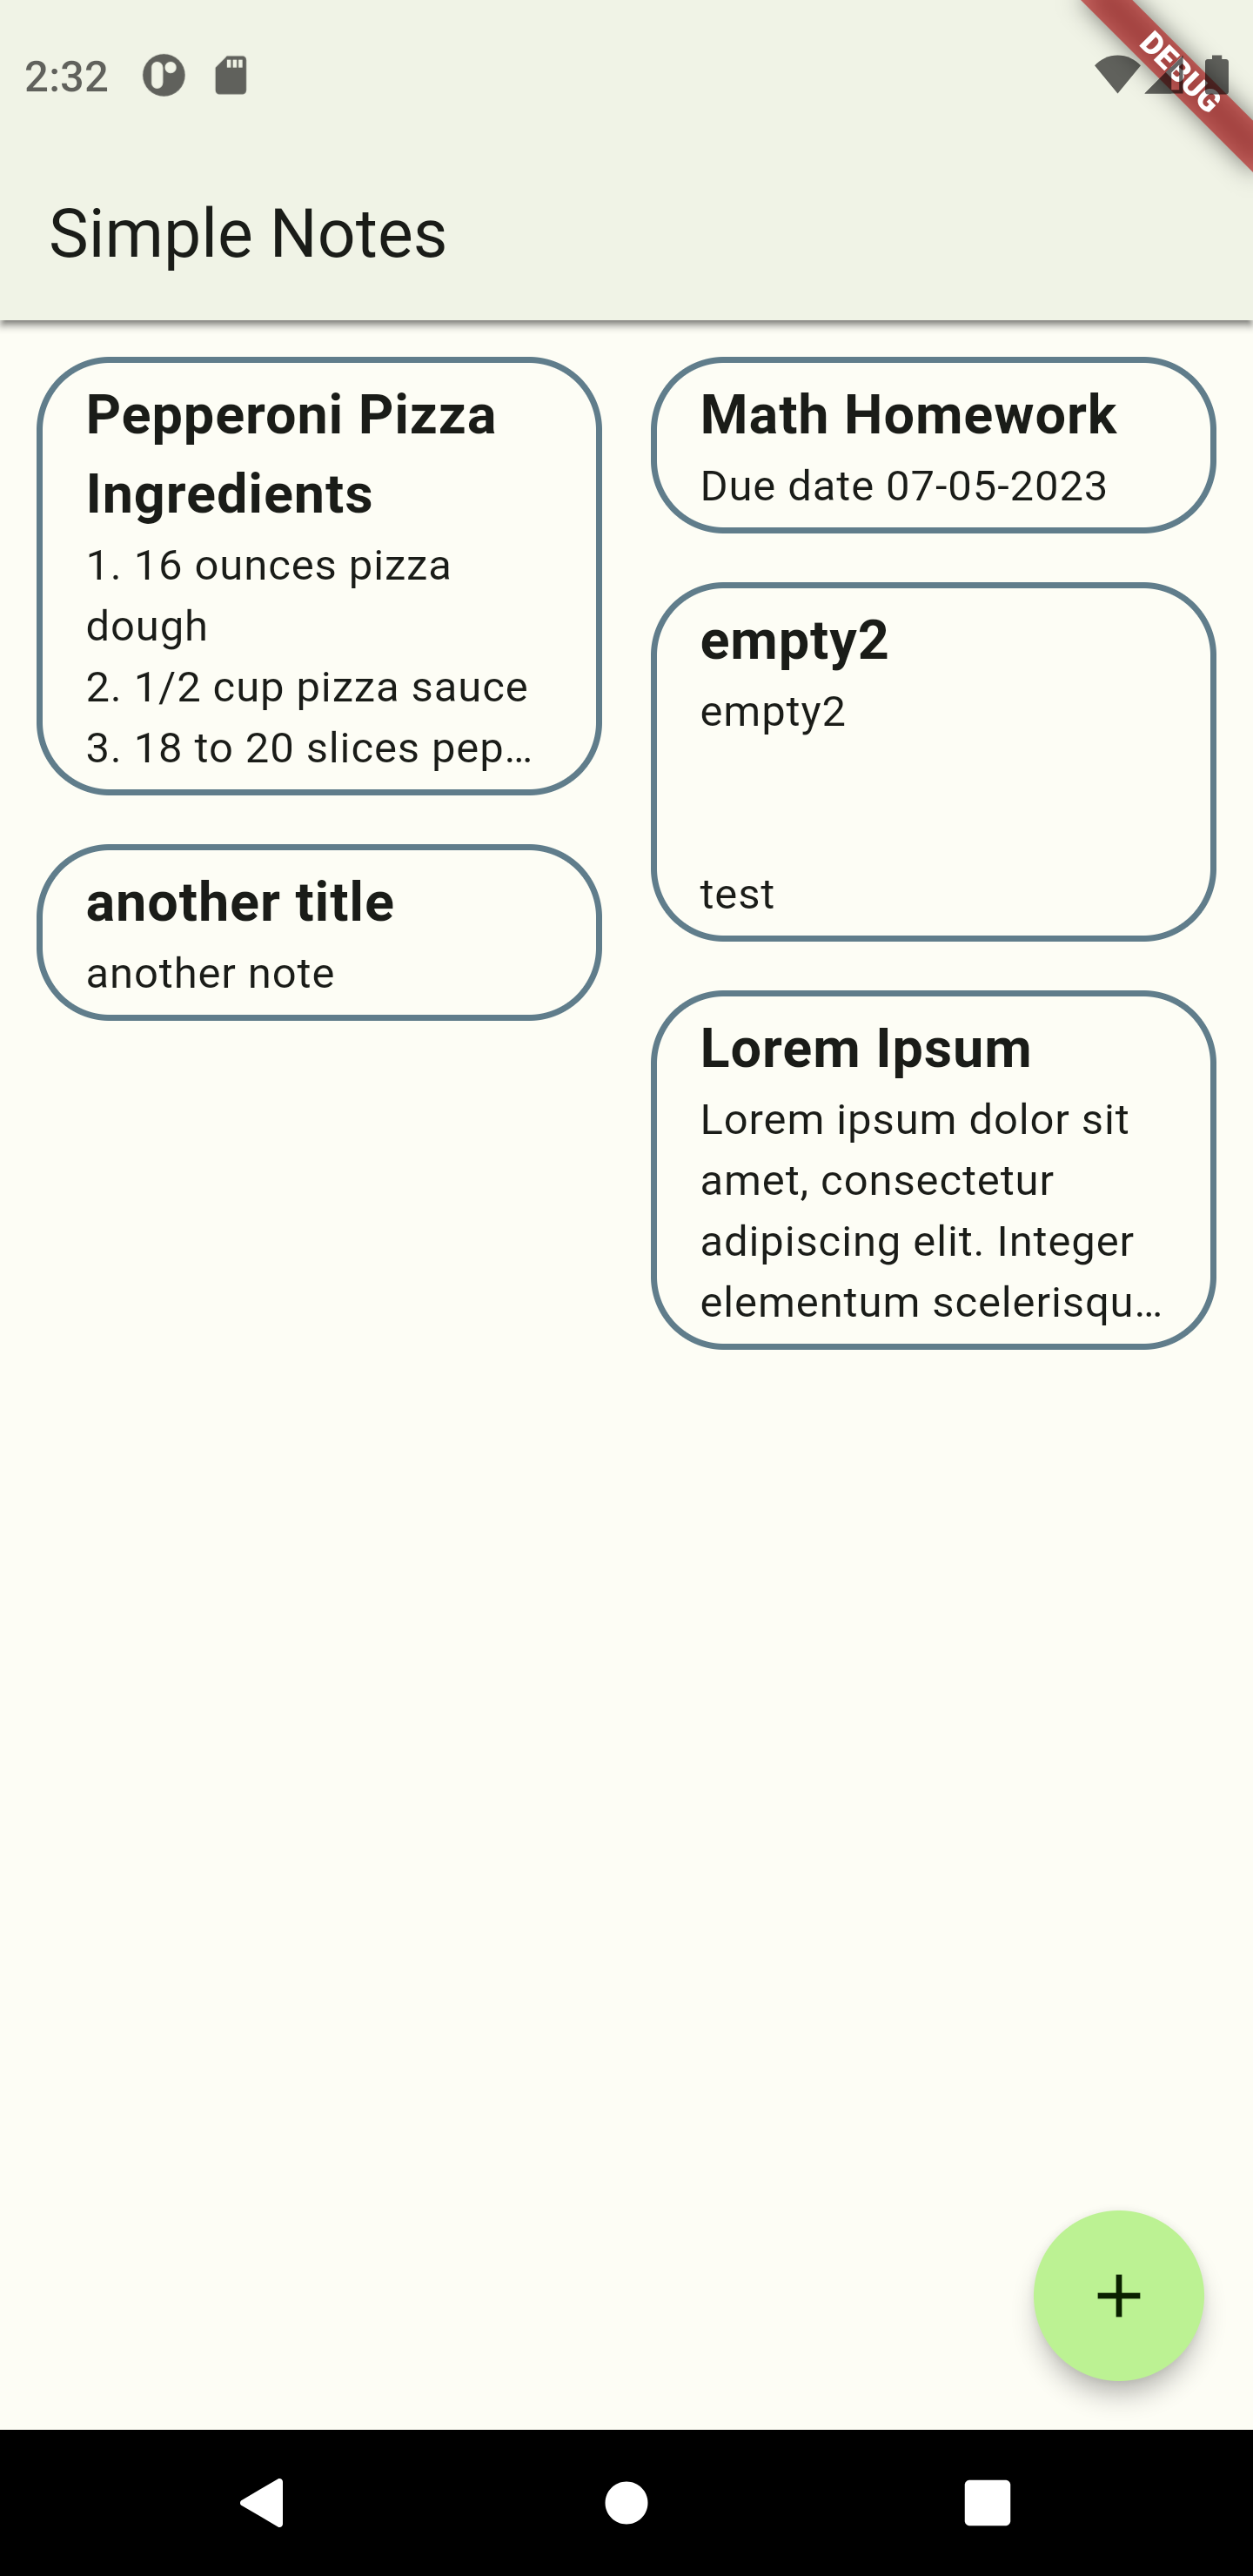 2:32
DEBUG
Simple Notes
Pepperoni Pizza
Ingredients
1. 16 ounces pizza
dough
2. 1/2 cup pizza sauce
3. 18 to 20 slices pep…
another title
another note
Math Homework
Due date 07-05-2023
empty2
empty2
test
Lorem Ipsum
Lorem ipsum dolor sit
amet, consectetur
adipiscing elit. Integer
elementum scelerisqu…